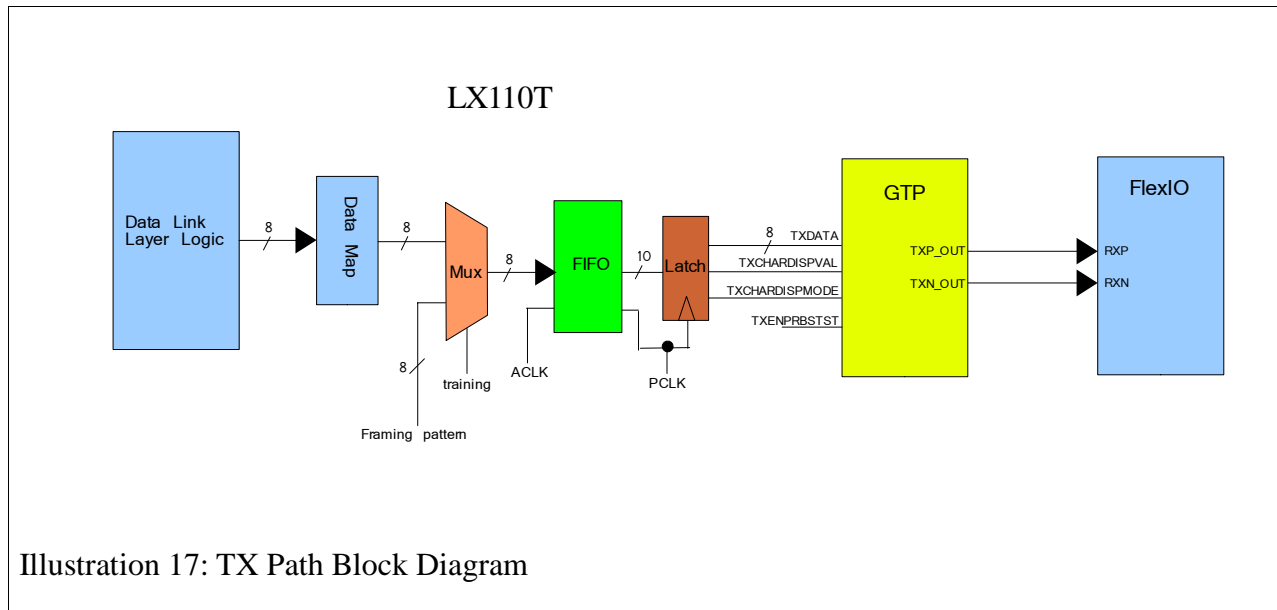 LX110T
Data Link
Layer Logic
8
Data Map
8
Mux
8
Framing pattern
training
8
FIFO
ACLK
10
Latch
PCLK
8
TXDATA
TXCHARDISPVAL
TXCHARDISPMODE
TXENPRBSTST
GTP
TXP_OUT
TXN_OUT
FlexIO
RXP
RXN
Illustration 17: TX Path Block Diagram